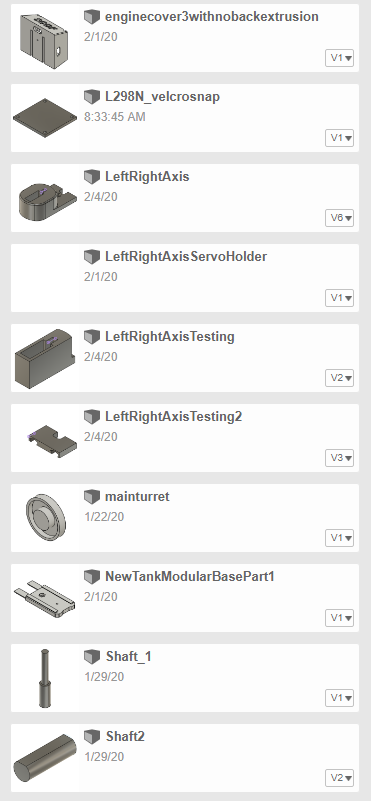 enginecover3withnobackextrusion
2/1/20
V1
L298N_velcrosnap
8:33:45 AM
V1
LeftRightAxis
2/4/20
V6
LeftRightAxisServoHolder
2/1/20
V1
LeftRightAxisTesting
2/4/20
V2
LeftRightAxisTesting2
2/4/20
V3
mainturret
1/22/20
V1
NewTankModularBasePart1
2/1/20
V1
Shaft_1
1/29/20
V1
Shaft2
1/29/20
V2